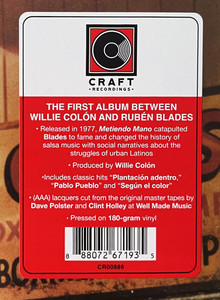 CRAFT
RECORDINGS
THE FIRST ALBUM BETWEEN
WILLIE COLÓN AND RUBÉN BLADES
• Released in 1977, Metiendo Mano catapulted
Blades to fame and changed the history of
salsa music with social narratives about the
struggles of urban Latinos
• Produced by Willie Colón
•Includes classic hits "Plantación adentro,"
"Pablo Pueblo" and "Según el color"
• (AAA) lacquers cut from the original master tapes by
Dave Polster and Clint Holley at Well Made Music
• Pressed on 180-gram vinyl
8 88072 67193 5
CR00886